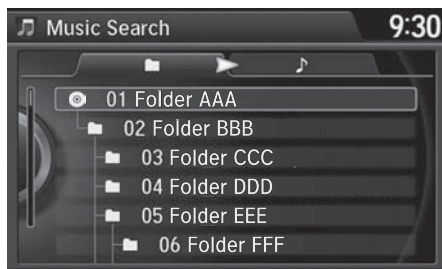 Music Search
9:30
01 Folder AAA
02 Folder BBB
03 Folder CCC
04 Folder DDD
05 Folder EEE
06 Folder FFF